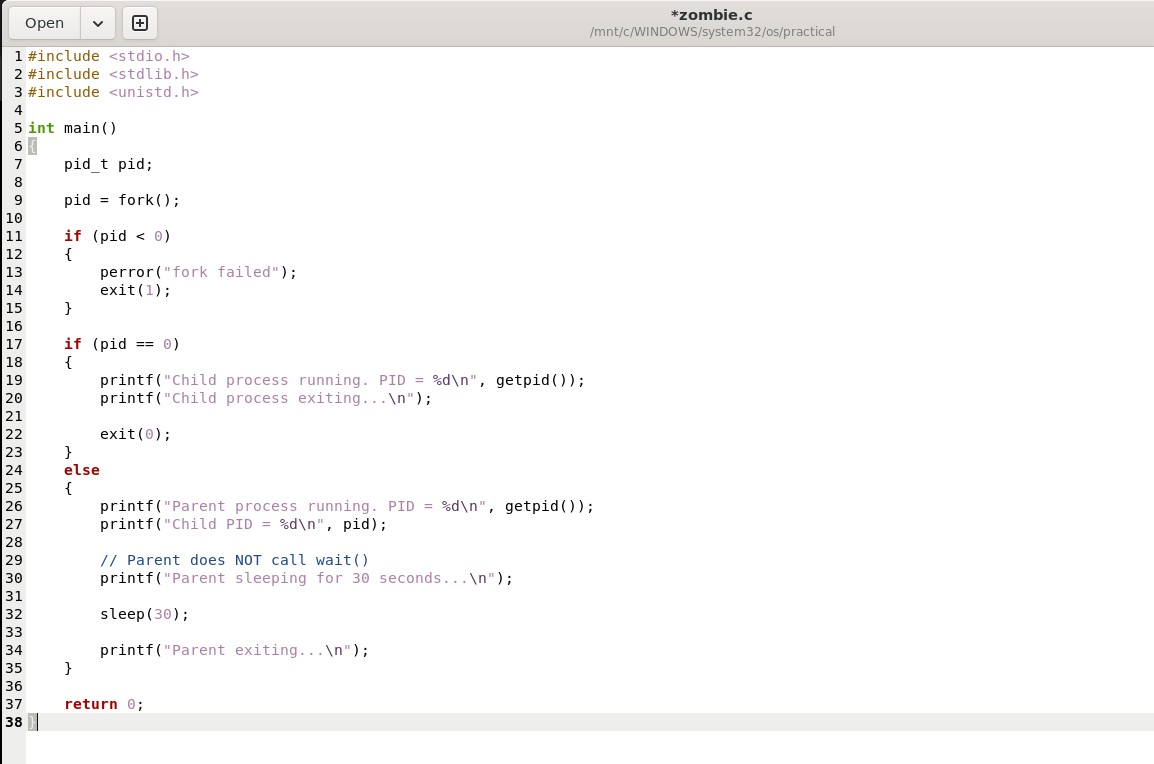 Open
*zombie.c
/mnt/c/WINDOWS/system32/os/practical
1 #include <stdio.h>
2 #include <stdlib.h>
3 #include <unistd.h>
4
5 int main()
6 {
7     pid_t pid;
8
9     pid = fork();
10
11     if (pid < 0)
12     {
13         perror("fork failed");
14         exit(1);
15     }
16
17     if (pid == 0)
18     {
19         printf("Child process running. PID = %d\n", getpid());
20         printf("Child process exiting...\n");
21
22         exit(0);
23     }
24     else
25     {
26         printf("Parent process running. PID = %d\n", getpid());
27         printf("Child PID = %d\n", pid);
28
29         // Parent does NOT call wait()
30         printf("Parent sleeping for 30 seconds...\n");
31
32         sleep(30);
33
34         printf("Parent exiting...\n");
35     }
36
37     return 0;
38 }